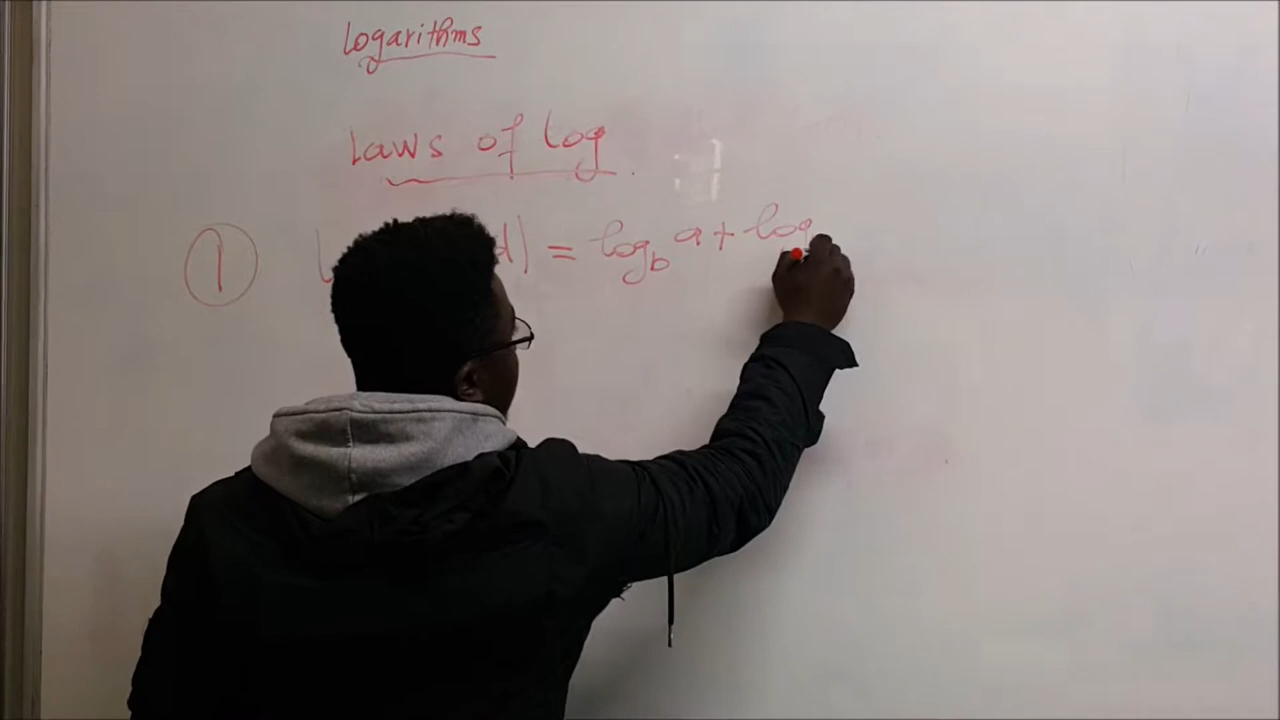 Logarithms
Laws of log
① d) = log_b a + log